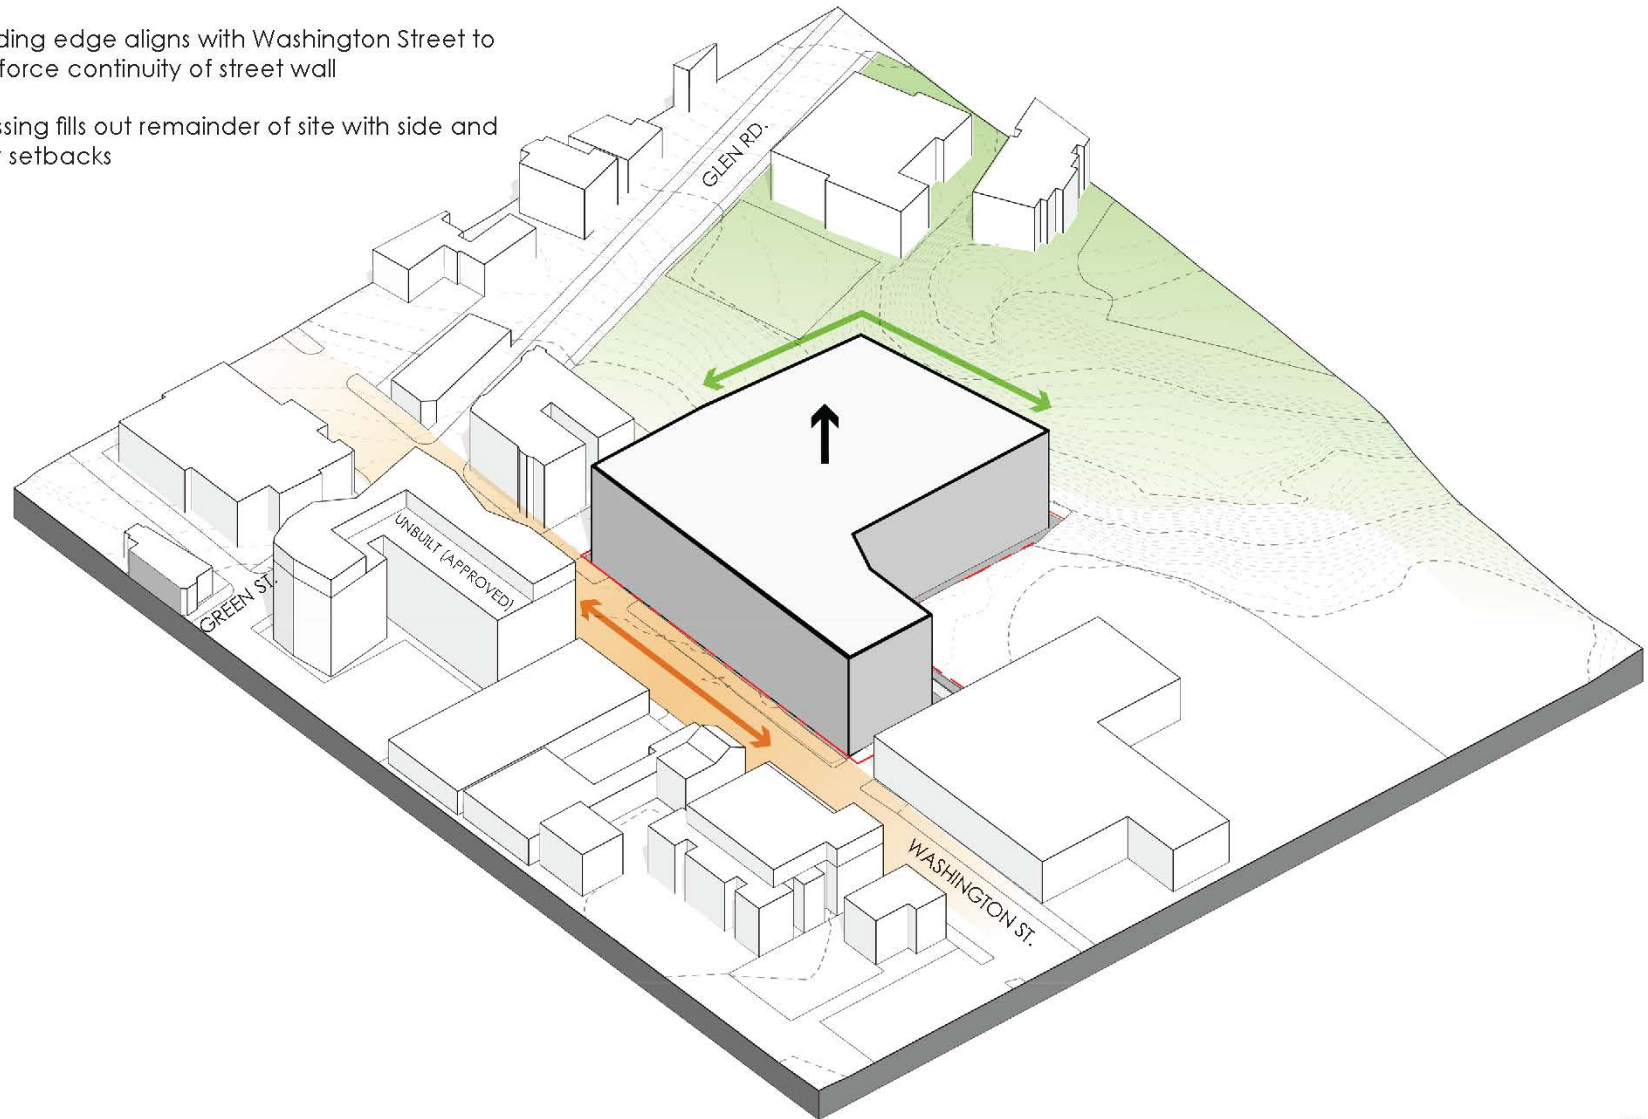 ding edge aligns with Washington Street to
force continuity of street wall
ssing fills out remainder of site with side and
r setbacks
GLEN RD.
UNBUILT (APPROVED)
GREEN ST.
WASHINGTON ST.